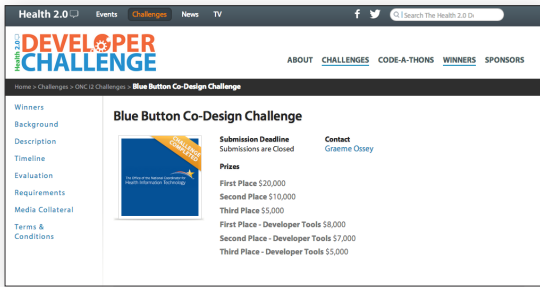 Health 2.0
Events Challenges News TV
Search The Health 2.0 De
Health 2.0
DEVELOPER
CHALLENGE
ABOUT CHALLENGES CODE-A-THONS WINNERS SPONSORS
Home > Challenges > ONC i2 Challenges > Blue Button Co-Design Challenge
Winners
Background
Description
Timeline
Evaluation
Requirements
Media Collateral
Terms &
Conditions
Blue Button Co-Design Challenge
CHALLENGE
COMPLETED
The Office of the National Coordinator for
Health Information Technology
Submission Deadline
Submissions are Closed
Contact
Graeme Ossey
Prizes
First Place $20,000
Second Place $10,000
Third Place $5,000
First Place - Developer Tools $8,000
Second Place - Developer Tools $7,000
Third Place - Developer Tools $5,000